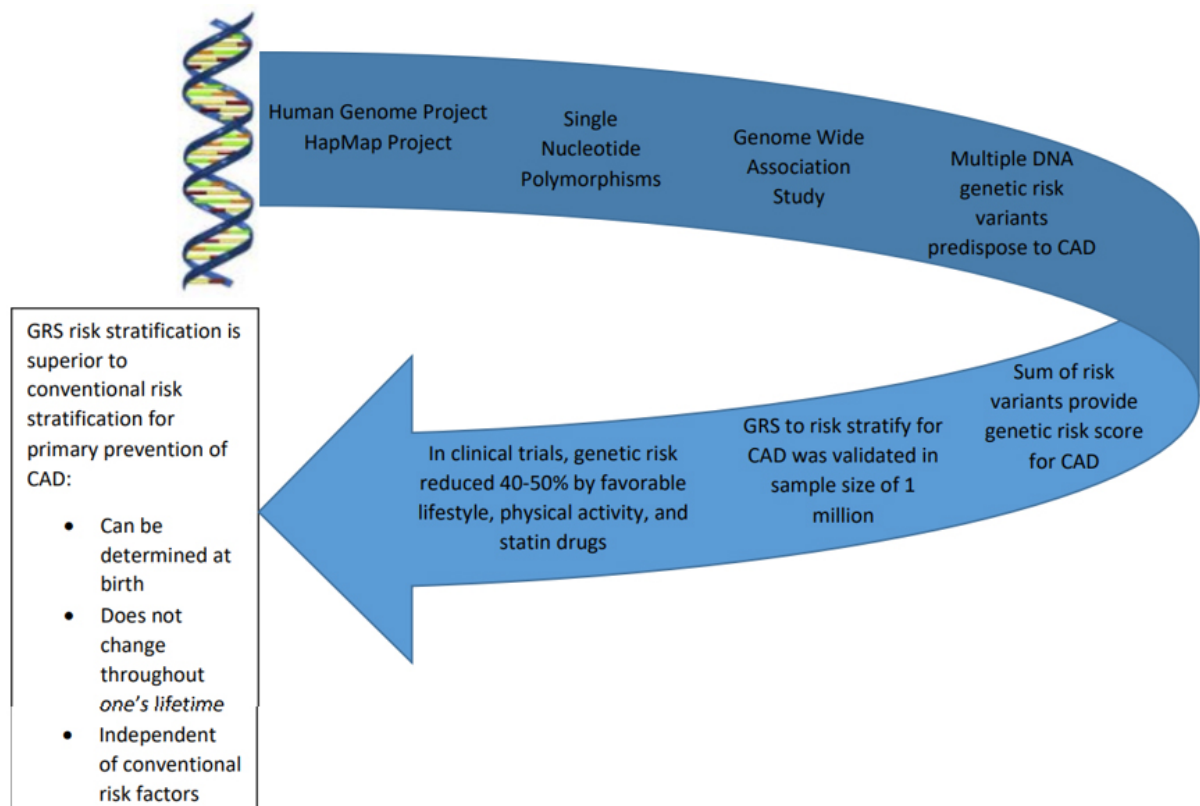 Human Genome Project
HapMap Project
Single
Nucleotide
Polymorphisms
Genome Wide
Association
Study
Multiple DNA
genetic risk
variants
predispose to CAD
Sum of risk
variants provide
genetic risk score
for CAD
GRS to risk stratify for
CAD was validated in
sample size of 1
million
In clinical trials, genetic risk
reduced 40-50% by favorable
lifestyle, physical activity, and
statin drugs
GRS risk stratification is
superior to
conventional risk
stratification for
primary prevention of
CAD:
• Can be
determined at
birth
• Does not
change
throughout
one's lifetime
• Independent
of conventional
risk factors